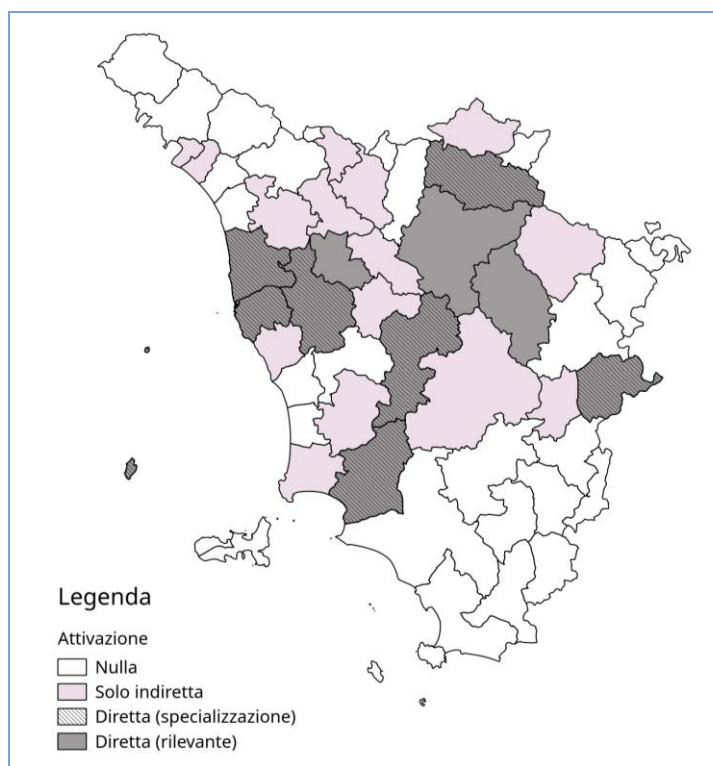 Legenda
Attivazione
Nulla
Solo indiretta
Diretta (specializzazione)
Diretta (rilevante)